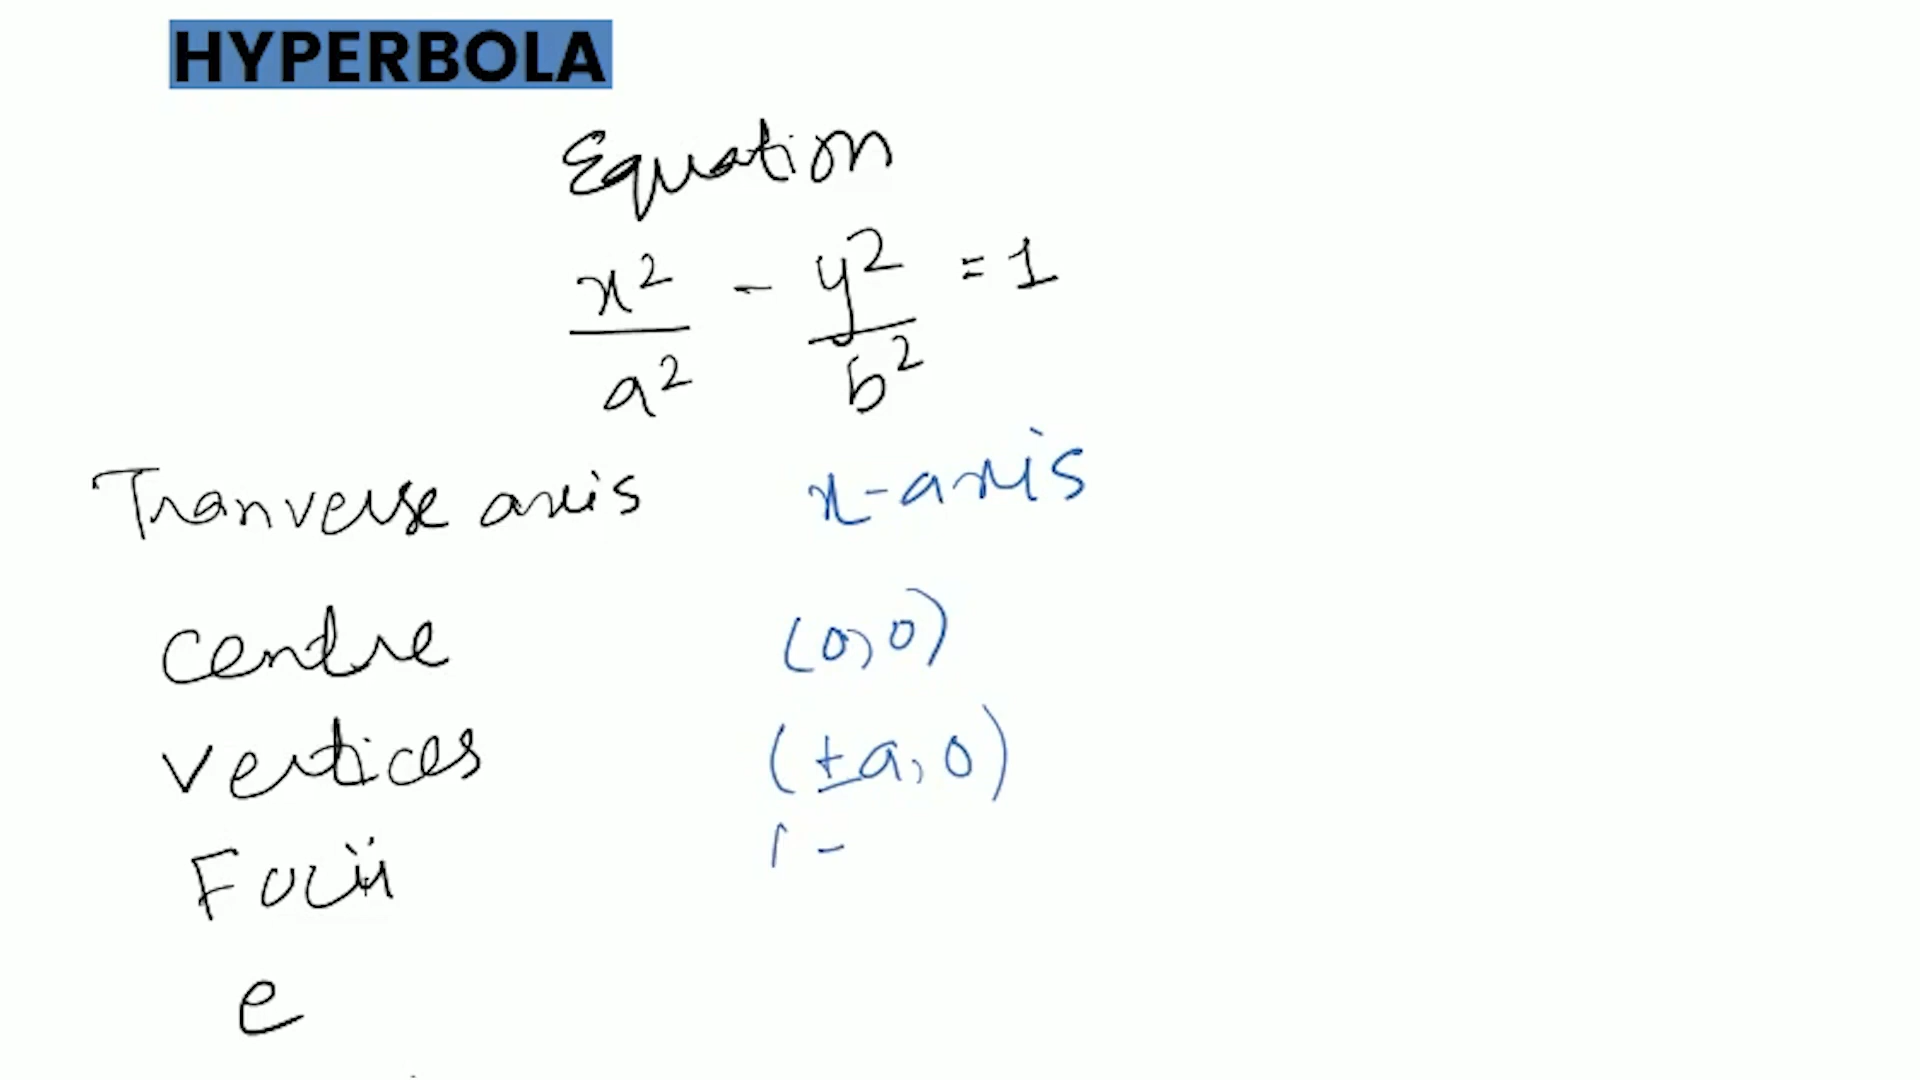 HYPERBOLA
Equation
x²/a² - y²/b² = 1
Tranverse axis x-axis
centre (0,0)
vertices (±a, 0)
Focii ( -
e